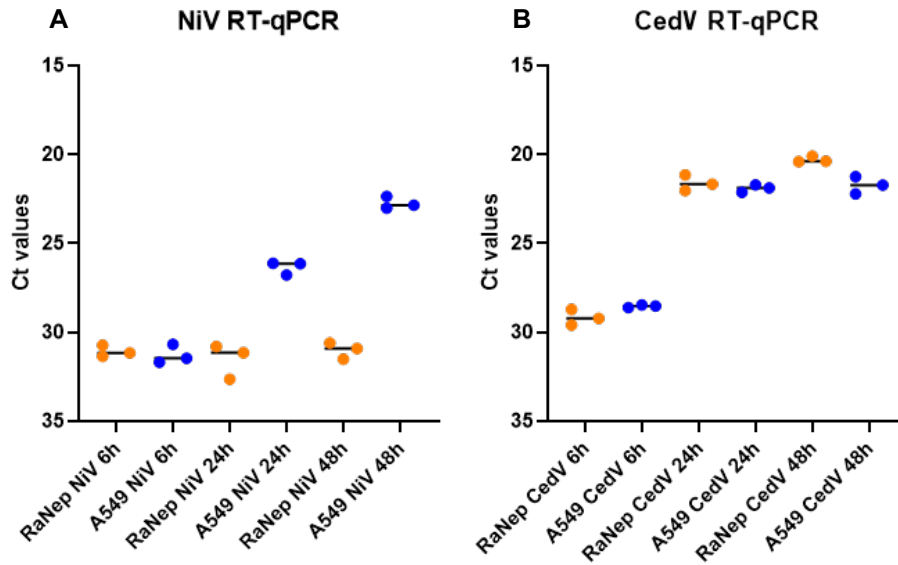 A
NiV RT-qPCR
Ct values
15
20
25
30
35
RaNep NiV 6h
A549 NiV 6h
RaNep NiV 24h
A549 NiV 24h
RaNep NiV 48h
A549 NiV 48h
B
CedV RT-qPCR
Ct values
15
20
25
30
35
RaNep CedV 6h
A549 CedV 6h
RaNep CedV 24h
A549 CedV 24h
RaNep CedV 48h
A549 CedV 48h